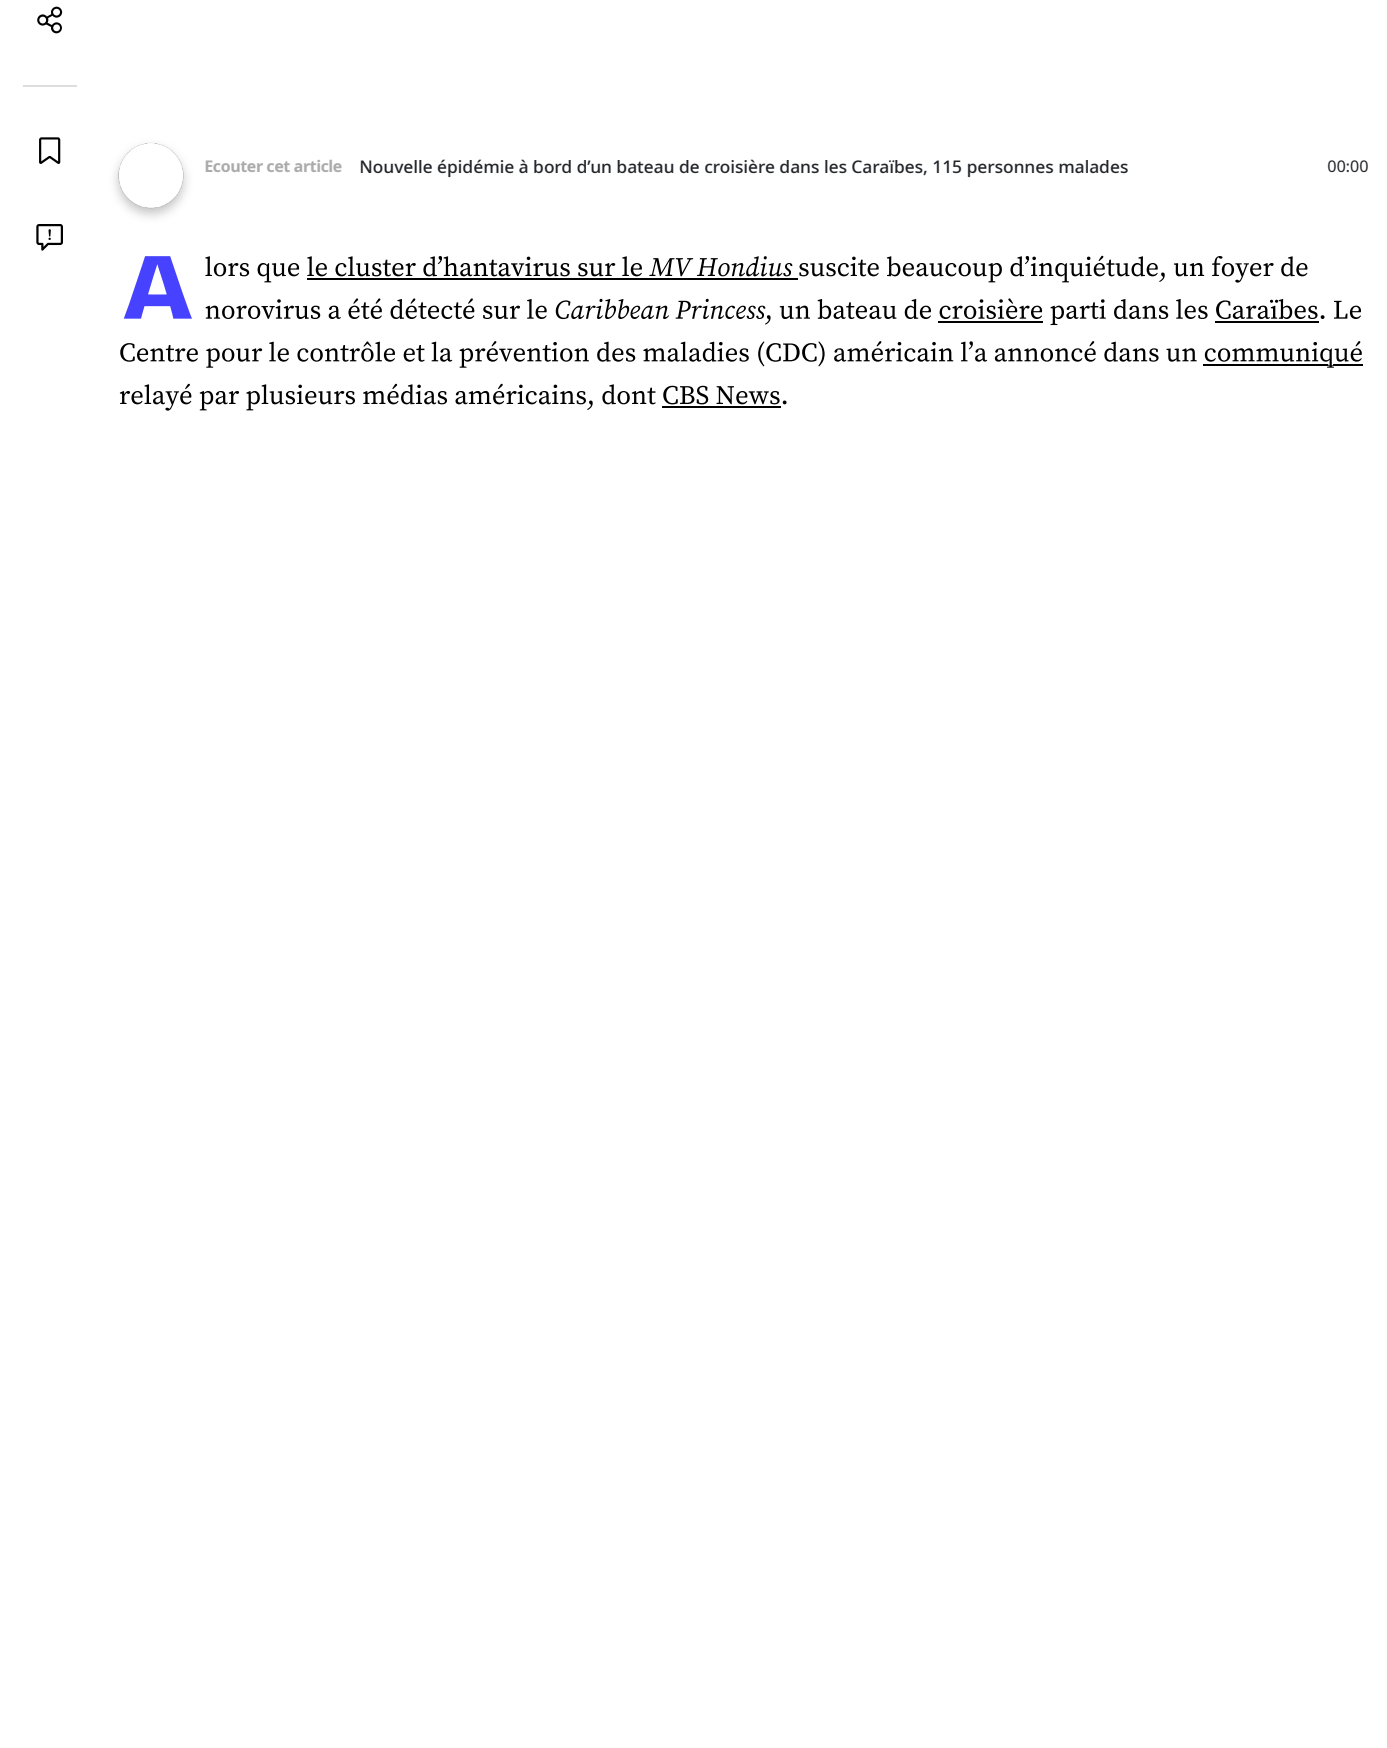 Ecouter cet article Nouvelle épidémie à bord d’un bateau de croisière dans les Caraïbes, 115 personnes malades 00:00
Alors que le cluster d’hantavirus sur le MV Hondius suscite beaucoup d’inquiétude, un foyer de
norovirus a été détecté sur le Caribbean Princess, un bateau de croisière parti dans les Caraïbes. Le
Centre pour le contrôle et la prévention des maladies (CDC) américain l’a annoncé dans un communiqué
relayé par plusieurs médias américains, dont CBS News.